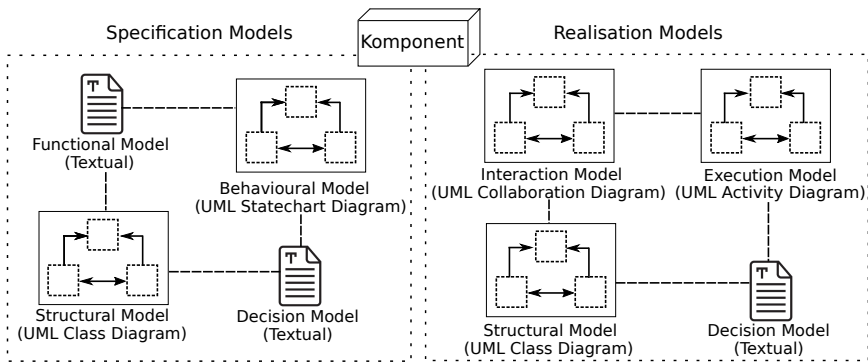 Specification Models
Komponent
Realisation Models
T
Functional Model
(Textual)
Behavioural Model
(UML Statechart Diagram)
T
Structural Model
(UML Class Diagram)
Decision Model
(Textual)
Interaction Model
(UML Collaboration Diagram)
Execution Model
(UML Activity Diagram)
T
Structural Model
(UML Class Diagram)
Decision Model
(Textual)